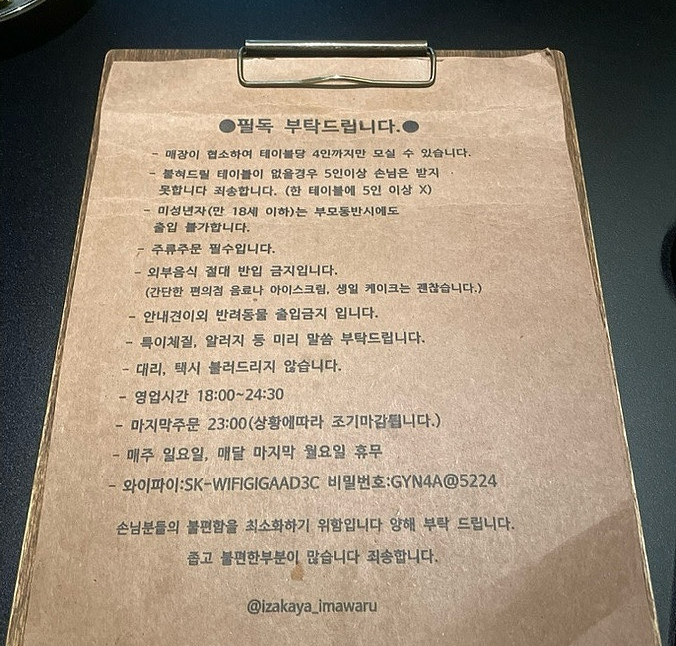 ●필독 부탁드립니다.●
- 매장이 협소하여 테이블당 4인까지만 모실 수 있습니다.
- 붙혀드릴 테이블이 없을경우 5인이상 손님은 받지
못합니다 죄송합니다. (한 테이블에 5인 이상 X)
- 미성년자(만 18세 이하)는 부모동반시에도
출입 불가합니다.
- 주류주문 필수입니다.
- 외부음식 절대 반입 금지입니다.
(간단한 편의점 음료나 아이스크림, 생일 케이크는 괜찮습니다.)
- 안내견이외 반려동물 출입금지 입니다.
- 특이체질, 알러지 등 미리 말씀 부탁드립니다.
- 대리, 택시 불러드리지 않습니다.
- 영업시간 18:00~24:30
- 마지막주문 23:00(상황에따라 조기마감됩니다.)
- 매주 일요일, 매달 마지막 월요일 휴무
- 와이파이:SK-WIFIGIGAAD3C 비밀번호:GYN4A@5224
손님분들의 불편함을 최소화하기 위함입니다 양해 부탁 드립니다.
좁고 불편한부분이 많습니다 죄송합니다.
@izakaya_imawaru